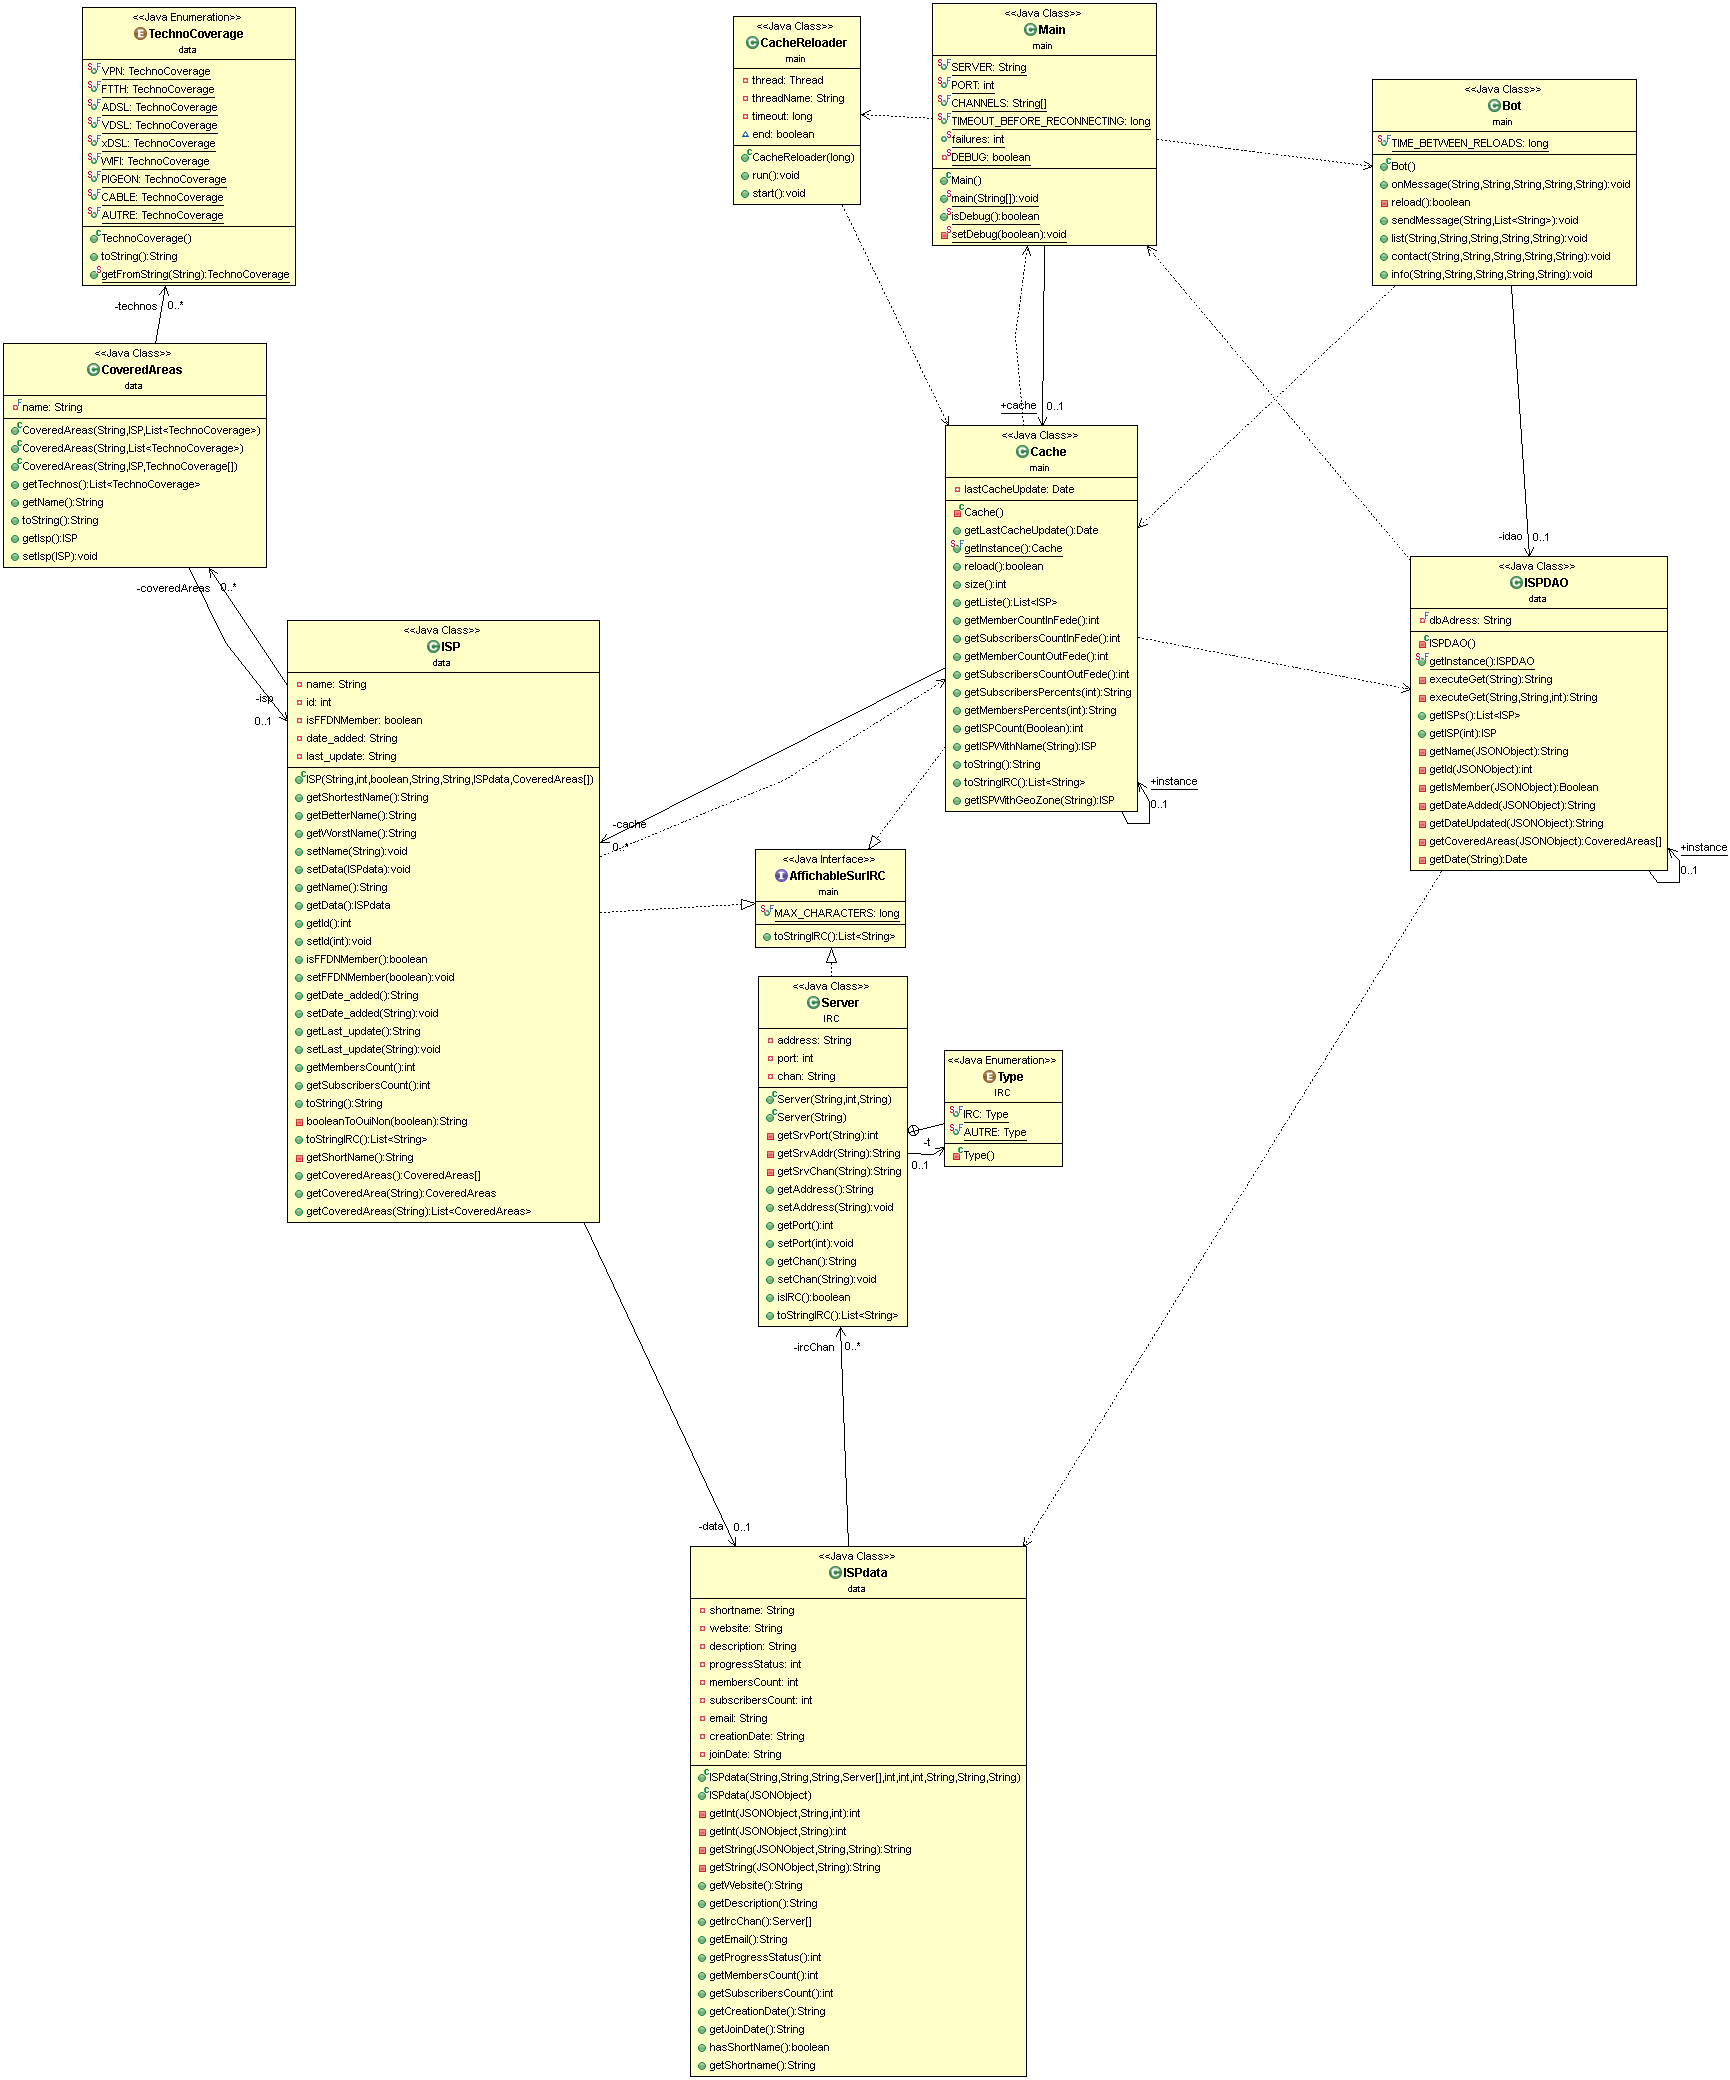 <<Java Enumeration>>
TechnoCoverage
data
VPN: TechnoCoverage
FTTH: TechnoCoverage
ADSL: TechnoCoverage
VDSL: TechnoCoverage
xDSL: TechnoCoverage
WIFI: TechnoCoverage
PIGEON: TechnoCoverage
CABLE: TechnoCoverage
AUTRE: TechnoCoverage
TechnoCoverage()
toString():String
getFromString(String):TechnoCoverage
-technos 0..*
<<Java Class>>
CoveredAreas
data
name: String
CoveredAreas(String,ISP,List<TechnoCoverage>)
CoveredAreas(String,List<TechnoCoverage>)
CoveredAreas(String,ISP,TechnoCoverage[])
getTechnos():List<TechnoCoverage>
getName():String
toString():String
getIsp():ISP
setIsp(ISP):void
-coveredAreas 0..*
-isp
0..1
<<Java Class>>
ISP
data
name: String
id: int
isFFDNMember: boolean
date_added: String
last_update: String
ISP(String,int,boolean,String,String,ISPdata,CoveredAreas[])
getShortestName():String
getBetterName():String
getWorstName():String
setName(String):void
setData(ISPdata):void
getName():String
getData():ISPdata
getId():int
setId(int):void
isFFDNMember():boolean
setFFDNMember(boolean):void
getDate_added():String
setDate_added(String):void
getLast_update():String
setLast_update(String):void
getMembersCount():int
getSubscribersCount():int
toString():String
booleanToOuiNon(boolean):String
toStringIRC():List<String>
getShortName():String
getCoveredAreas():CoveredAreas[]
getCoveredArea(String):CoveredAreas
getCoveredAreas(String):List<CoveredAreas>
<<Java Class>>
CacheReloader
main
thread: Thread
threadName: String
timeout: long
end: boolean
CacheReloader(long)
run():void
start():void
<<Java Class>>
Main
main
SERVER: String
PORT: int
CHANNELS: String[]
TIMEOUT_BEFORE_RECONNECTING: long
failures: int
DEBUG: boolean
Main()
main(String[]):void
isDebug():boolean
setDebug(boolean):void
<<Java Class>>
Bot
main
TIME_BETWEEN_RELOADS: long
Bot()
onMessage(String,String,String,String,String):void
reload():boolean
sendMessage(String,List<String>):void
list(String,String,String,String,String):void
contact(String,String,String,String,String):void
info(String,String,String,String,String):void
+cache 0..1
<<Java Class>>
Cache
main
lastCacheUpdate: Date
Cache()
getLastCacheUpdate():Date
getInstance():Cache
reload():boolean
size():int
getListe():List<ISP>
getMemberCountInFede():int
getSubscribersCountInFede():int
getMemberCountOutFede():int
getSubscribersCountOutFede():int
getSubscribersPercents(int):String
getMembersPercents(int):String
getISPCount(Boolean):int
getISPWithName(String):ISP
toString():String
toStringIRC():List<String>
getISPWithGeoZone(String):ISP
+instance
0..1
-cache
0..*
-idao 0..1
<<Java Class>>
ISPDAO
data
dbAdress: String
ISPDAO()
getInstance():ISPDAO
executeGet(String):String
executeGet(String,String,int):String
getISPs():List<ISP>
getISP(int):ISP
getName(JSONObject):String
getId(JSONObject):int
getIsMember(JSONObject):Boolean
getDateAdded(JSONObject):String
getDateUpdated(JSONObject):String
getCoveredAreas(JSONObject):CoveredAreas[]
getDate(String):Date
+instance
0..1
<<Java Interface>>
AffichableSurIRC
main
MAX_CHARACTERS: long
toStringIRC():List<String>
<<Java Class>>
Server
IRC
address: String
port: int
chan: String
Server(String,int,String)
Server(String)
getSrvPort(String):int
getSrvAddr(String):String
getSrvChan(String):String
getAddress():String
setAddress(String):void
getPort():int
setPort(int):void
getChan():String
setChan(String):void
isIRC():boolean
toStringIRC():List<String>
<<Java Enumeration>>
Type
IRC
IRC: Type
AUTRE: Type
Type()
-t
0..1
-ircChan 0..*
-data 0..1
<<Java Class>>
ISPdata
data
shortname: String
website: String
description: String
progressStatus: int
membersCount: int
subscribersCount: int
email: String
creationDate: String
joinDate: String
ISPdata(String,String,String,Server[],int,int,int,String,String,String)
ISPdata(JSONObject)
getInt(JSONObject,String,int):int
getInt(JSONObject,String):int
getString(JSONObject,String,String):String
getString(JSONObject,String):String
getWebsite():String
getDescription():String
getIrcChan():Server[]
getEmail():String
getProgressStatus():int
getMembersCount():int
getSubscribersCount():int
getCreationDate():String
getJoinDate():String
hasShortName():boolean
getShortname():String